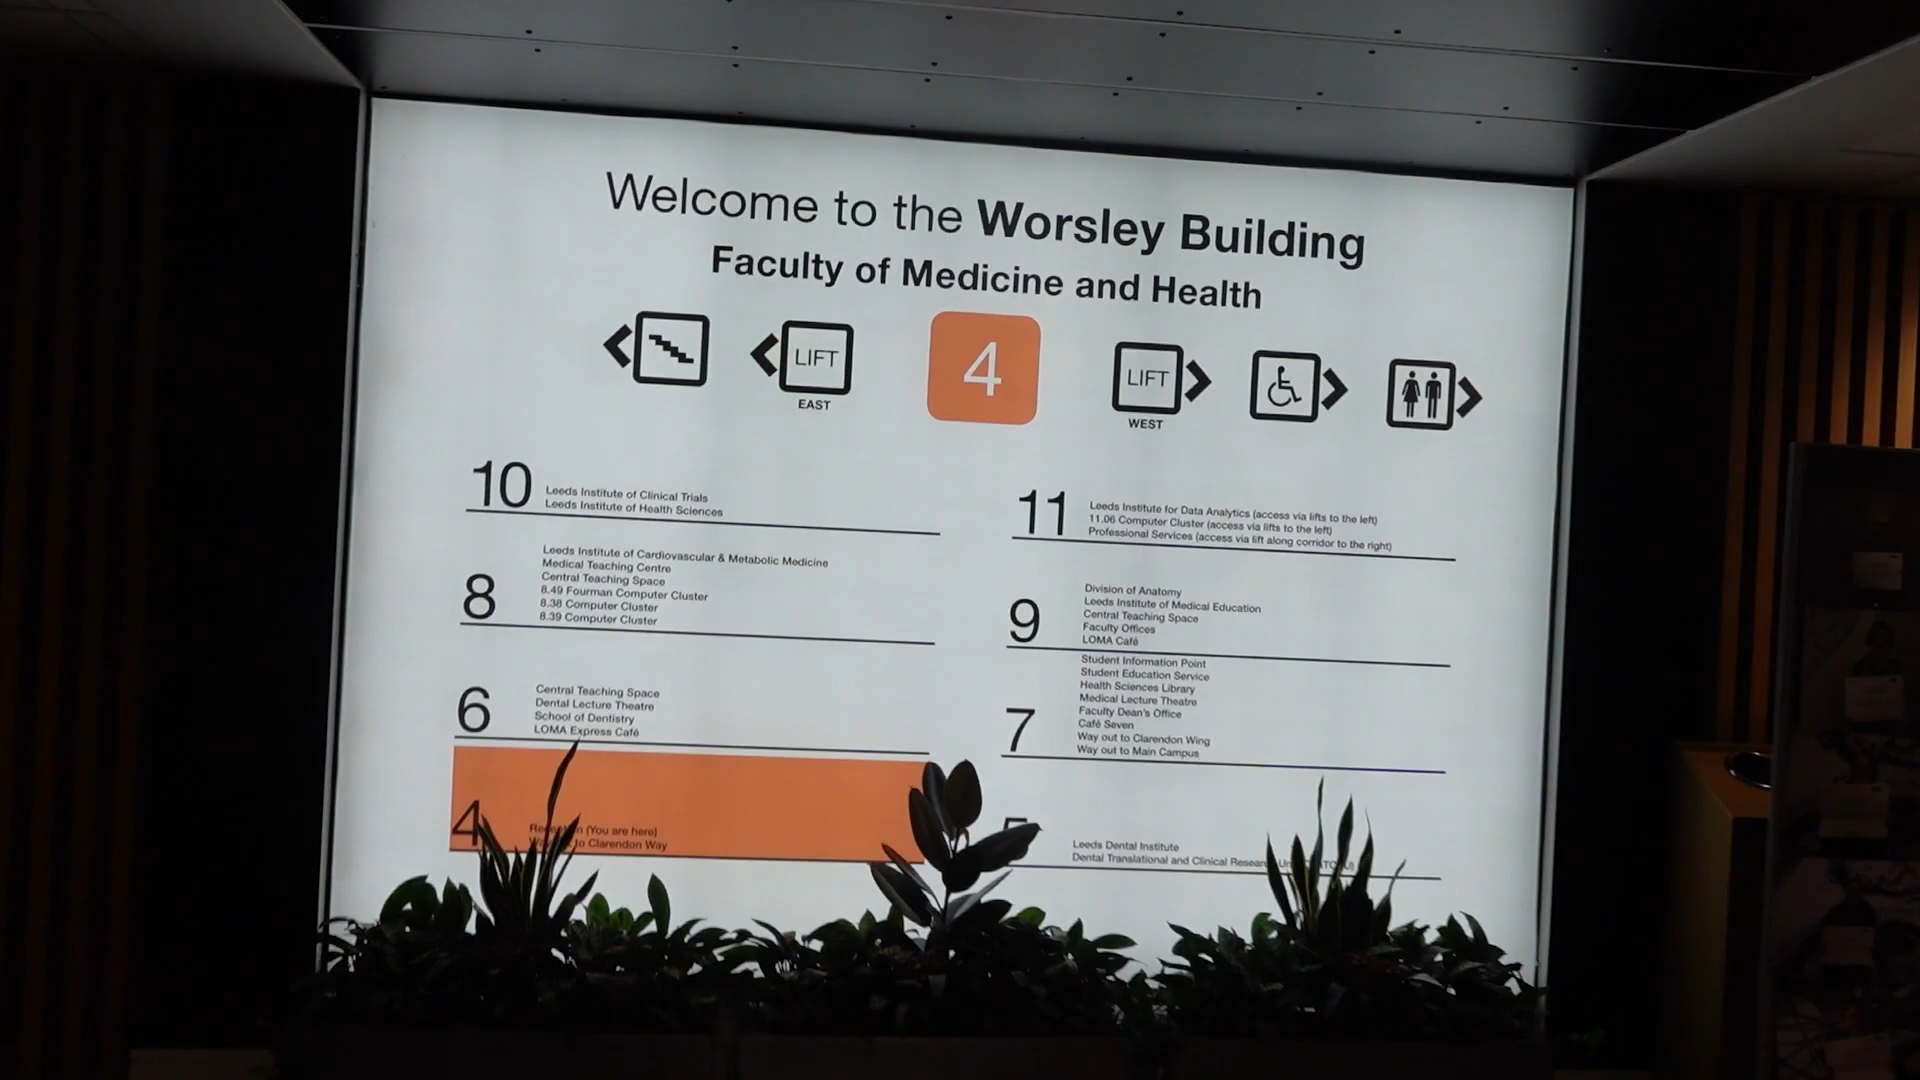 Welcome to the Worsley Building
Faculty of Medicine and Health
LIFT
EAST
4
LIFT
WEST
10
Leeds Institute of Clinical Trials
Leeds Institute of Health Sciences
11
Leeds Institute for Data Analytics (access via lifts to the left)
11.06 Computer Cluster (access via lifts to the left)
Professional Services (access via lift along corridor to the right)
8
Leeds Institute of Cardiovascular & Metabolic Medicine
Medical Teaching Centre
Central Teaching Space
8.49 Fourman Computer Cluster
8.38 Computer Cluster
8.39 Computer Cluster
9
Division of Anatomy
Leeds Institute of Medical Education
Central Teaching Space
Faculty Offices
LOMA Café
6
Central Teaching Space
Dental Lecture Theatre
School of Dentistry
LOMA Express Café
7
Student Information Point
Student Education Service
Health Sciences Library
Medical Lecture Theatre
Faculty Dean's Office
Café Seven
Way out to Clarendon Wing
Way out to Main Campus
4
Reception (You are here)
Way out to Clarendon Way
5
Leeds Dental Institute
Dental Translational and Clinical Research